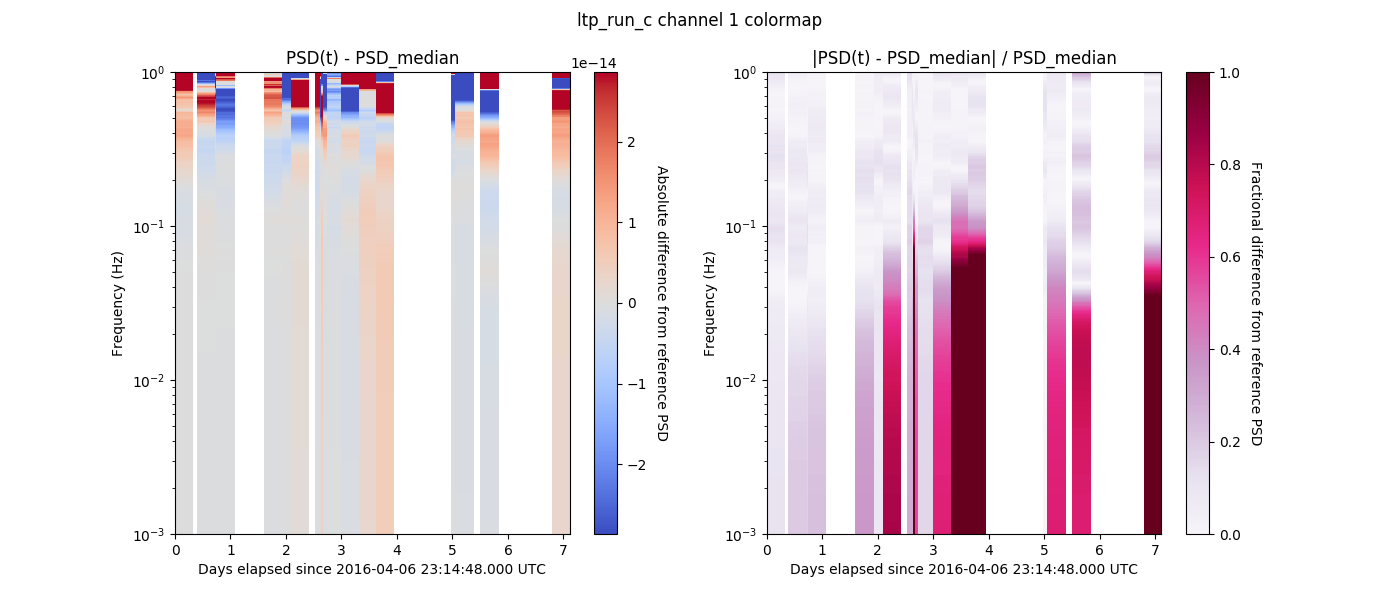 ltp_run_c channel 1 colormap
PSD(t) - PSD_median
1e−14
10⁰
10⁻¹
10⁻²
10⁻³
Frequency (Hz)
0 1 2 3 4 5 6 7
Days elapsed since 2016-04-06 23:14:48.000 UTC
2
1
0
−1
−2
Absolute difference from reference PSD
|PSD(t) - PSD_median| / PSD_median
10⁰
10⁻¹
10⁻²
10⁻³
Frequency (Hz)
0 1 2 3 4 5 6 7
Days elapsed since 2016-04-06 23:14:48.000 UTC
1.0
0.8
0.6
0.4
0.2
0.0
Fractional difference from reference PSD